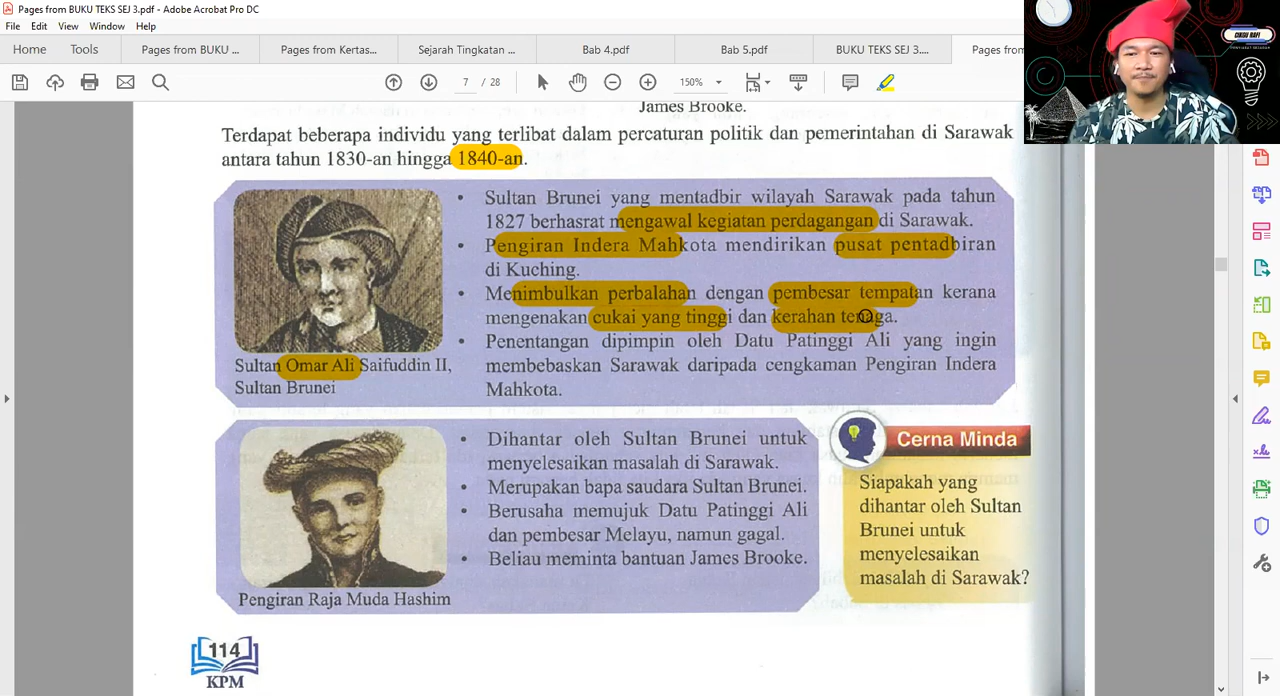 Pages from BUKU TEKS SEJ 3.pdf - Adobe Acrobat Pro DC
File Edit View Window Help
Home Tools Pages from BUKU ... Pages from Kertas... Sejarah Tingkatan ... Bab 4.pdf Bab 5.pdf BUKU TEKS SEJ 3.... Pages from
7 / 28 150%
CIKGU RAFI
James Brooke.
Terdapat beberapa individu yang terlibat dalam percaturan politik dan pemerintahan di Sarawak
antara tahun 1830-an hingga 1840-an.
• Sultan Brunei yang mentadbir wilayah Sarawak pada tahun
1827 berhasrat mengawal kegiatan perdagangan di Sarawak.
• Pengiran Indera Mahkota mendirikan pusat pentadbiran
di Kuching.
• Menimbulkan perbalahan dengan pembesar tempatan kerana
mengenakan cukai yang tinggi dan kerahan tenaga.
• Penentangan dipimpin oleh Datu Patinggi Ali yang ingin
membebaskan Sarawak daripada cengkaman Pengiran Indera
Mahkota.
Sultan Omar Ali Saifuddin II,
Sultan Brunei
• Dihantar oleh Sultan Brunei untuk
menyelesaikan masalah di Sarawak.
• Merupakan bapa saudara Sultan Brunei.
• Berusaha memujuk Datu Patinggi Ali
dan pembesar Melayu, namun gagal.
• Beliau meminta bantuan James Brooke.
Pengiran Raja Muda Hashim
Cerna Minda
Siapakah yang
dihantar oleh Sultan
Brunei untuk
menyelesaikan
masalah di Sarawak?
114
KPM